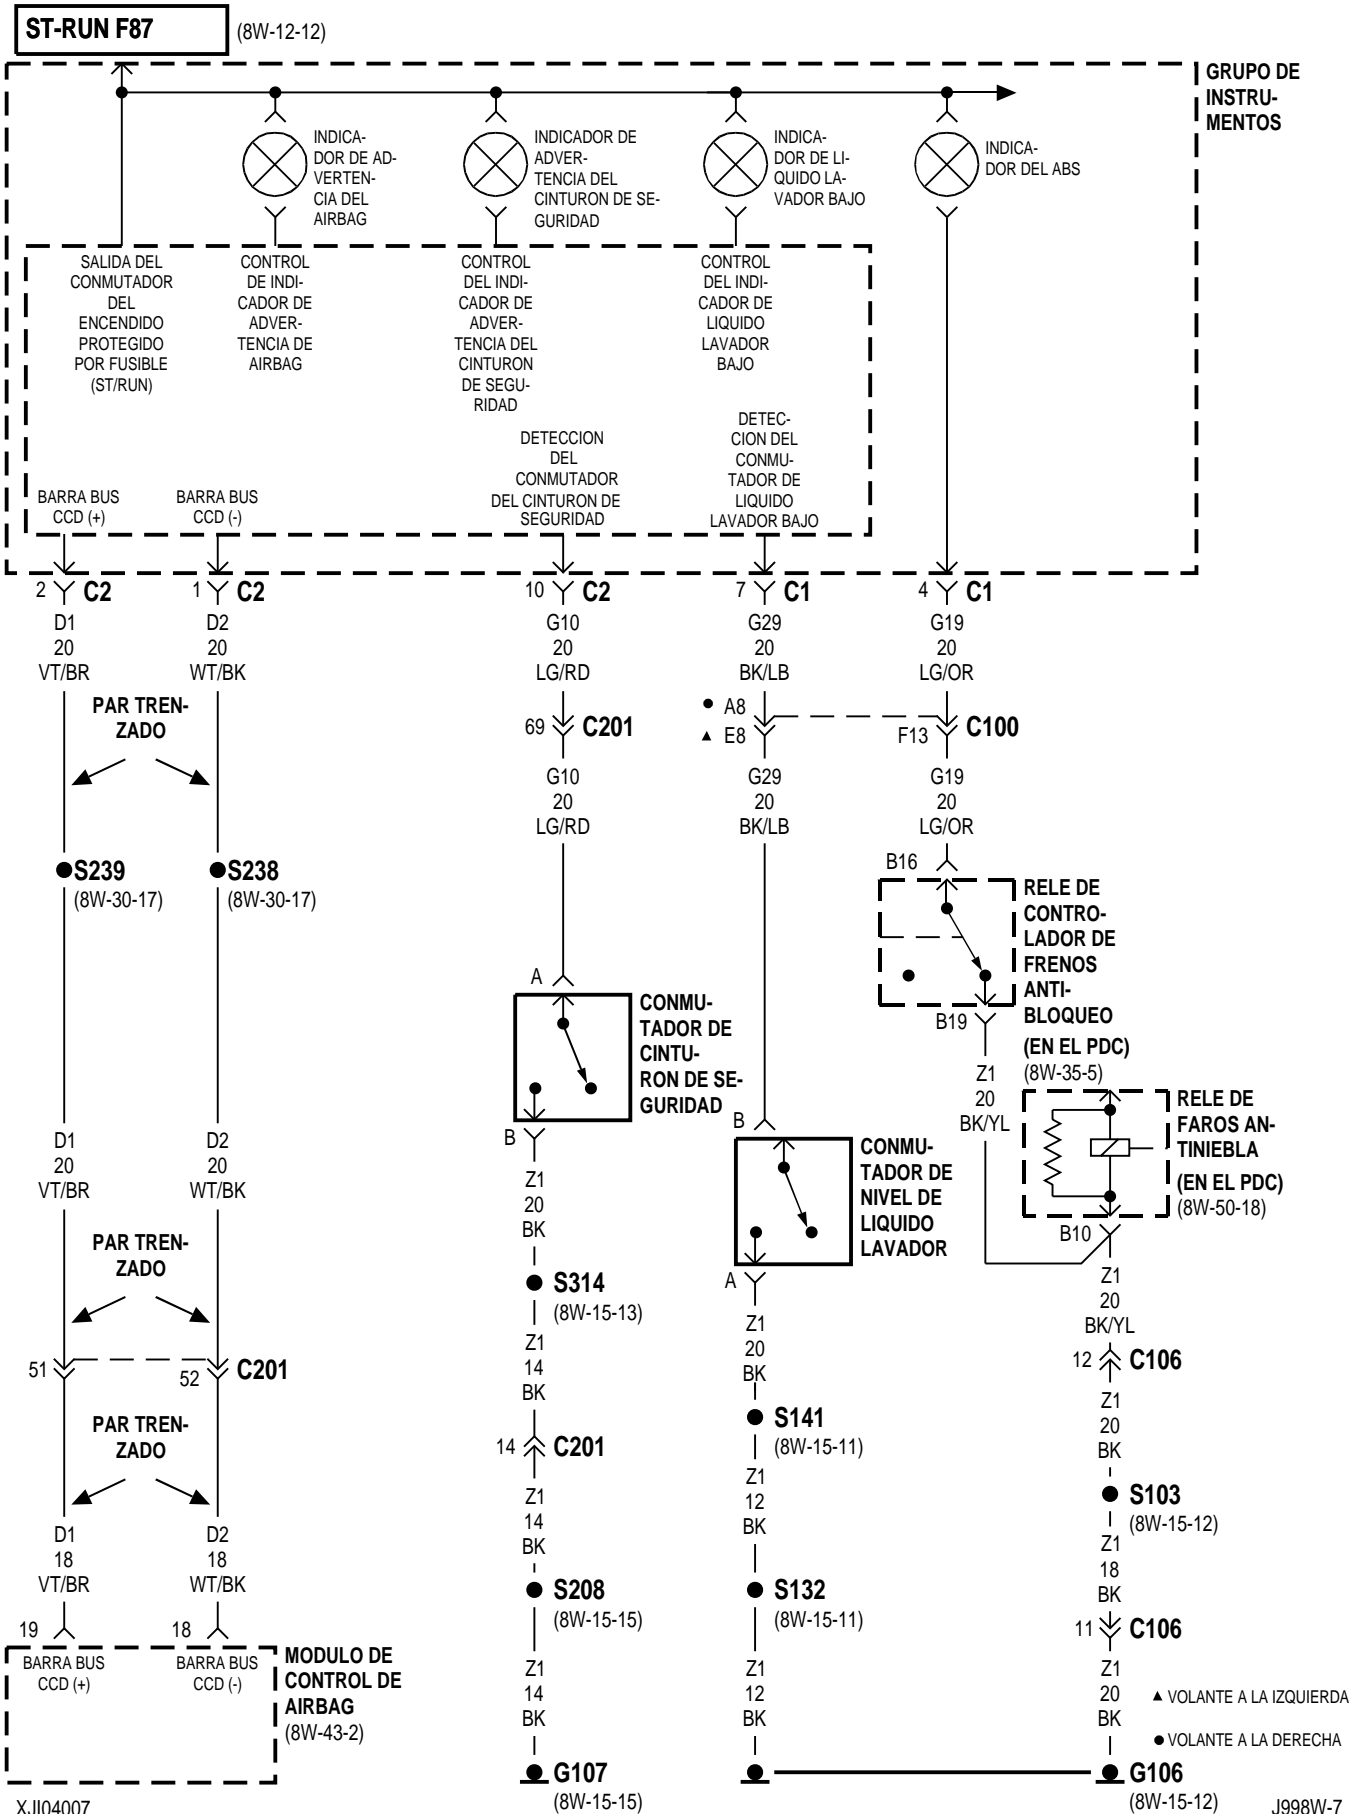 ST-RUN F87
(8W-12-12)
GRUPO DE
INSTRU-
MENTOS
INDICA-
DOR DE AD-
VERTEN-
CIA DEL
AIRBAG
INDICADOR DE
ADVER-
TENCIA DEL
CINTURON DE SE-
GURIDAD
INDICA-
DOR DE LI-
QUIDO LA-
VADOR BAJO
INDICA-
DOR DEL ABS
SALIDA DEL
CONMUTADOR
DEL
ENCENDIDO
PROTEGIDO
POR FUSIBLE
(ST/RUN)
CONTROL
DE INDI-
CADOR DE
ADVER-
TENCIA DE
AIRBAG
CONTROL
DEL INDI-
CADOR DE
ADVER-
TENCIA DEL
CINTURON
DE SEGU-
RIDAD
CONTROL
DEL INDI-
CADOR DE
LIQUIDO
LAVADOR
BAJO
BARRA BUS
CCD (+)
BARRA BUS
CCD (-)
DETECCION
DEL
CONMUTADOR
DEL CINTURON DE
SEGURIDAD
DETEC-
CION DEL
CONMU-
TADOR DE
LIQUIDO
LAVADOR BAJO
2 C2
1 C2
10 C2
7 C1
4 C1
D1
20
VT/BR
D2
20
WT/BK
G10
20
LG/RD
G29
20
BK/LB
G19
20
LG/OR
PAR TREN-
ZADO
69 C201
● A8
▲ E8
F13 C100
G10
20
LG/RD
G29
20
BK/LB
G19
20
LG/OR
S239
(8W-30-17)
S238
(8W-30-17)
B16
RELE DE
CONTRO-
LADOR DE
FRENOS
ANTI-
BLOQUEO
(EN EL PDC)
(8W-35-5)
B19
Z1
20
BK/YL
A
CONMU-
TADOR DE
CINTU-
RON DE SE-
GURIDAD
B
RELE DE
FAROS AN-
TINIEBLA
(EN EL PDC)
(8W-50-18)
B10
B
CONMU-
TADOR DE
NIVEL DE
LIQUIDO
LAVADOR
A
D1
20
VT/BR
D2
20
WT/BK
PAR TREN-
ZADO
51
52 C201
PAR TREN-
ZADO
D1
18
VT/BR
D2
18
WT/BK
19
18
BARRA BUS
CCD (+)
BARRA BUS
CCD (-)
MODULO DE
CONTROL DE
AIRBAG
(8W-43-2)
Z1
20
BK
S314
(8W-15-13)
Z1
14
BK
14 C201
Z1
14
BK
S208
(8W-15-15)
Z1
14
BK
G107
(8W-15-15)
Z1
20
BK
S141
(8W-15-11)
Z1
12
BK
S132
(8W-15-11)
Z1
12
BK
Z1
20
BK/YL
12 C106
Z1
20
BK
S103
(8W-15-12)
Z1
18
BK
11 C106
Z1
20
BK
G106
(8W-15-12)
▲ VOLANTE A LA IZQUIERDA
● VOLANTE A LA DERECHA
XJI04007
J998W-7